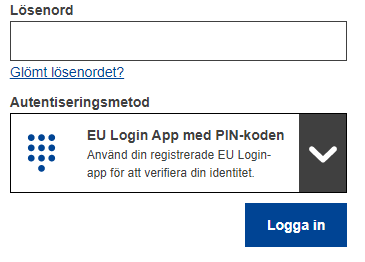 Lösenord
Glömt lösenordet?
Autentiseringsmetod
EU Login App med PIN-koden
Använd din registrerade EU Login-
app för att verifiera din identitet.
Logga in